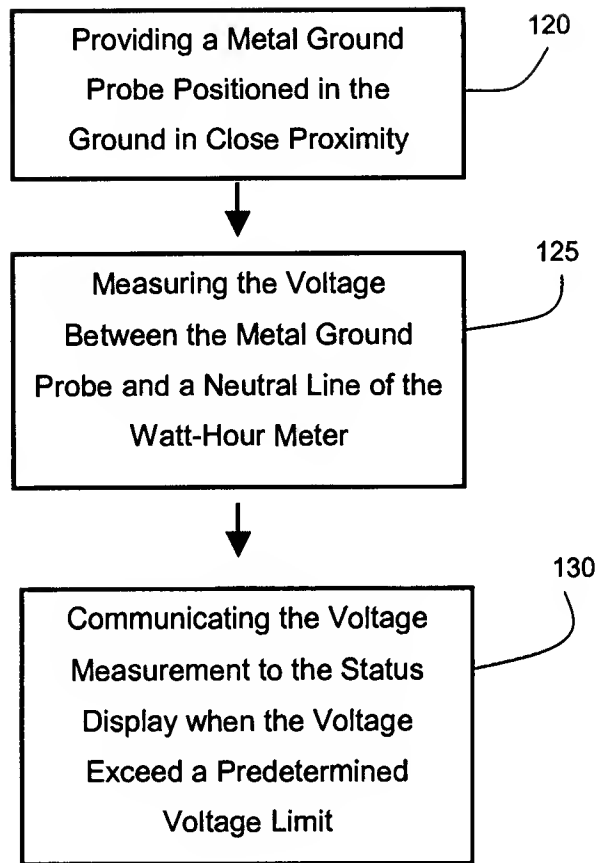 Providing a Metal Ground
Probe Positioned in the
Ground in Close Proximity
120
Measuring the Voltage
Between the Metal Ground
Probe and a Neutral Line of the
Watt-Hour Meter
125
Communicating the Voltage
Measurement to the Status
Display when the Voltage
Exceed a Predetermined
Voltage Limit
130